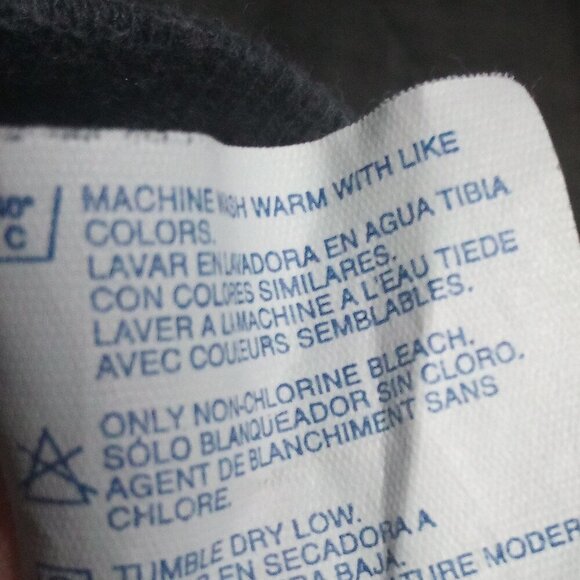 40°
C
MACHINE WASH WARM WITH LIKE
COLORS.
LAVAR EN LAVADORA EN AGUA TIBIA
CON COLORES SIMILARES.
LAVER A LA MACHINE A L'EAU TIEDE
AVEC COULEURS SEMBLABLES.
ONLY NON-CHLORINE BLEACH.
SÓLO BLANQUEADOR SIN CLORO.
AGENT DE BLANCHIMENT SANS
CHLORE.
TUMBLE DRY LOW.
EN SECADORA A
BAJA.